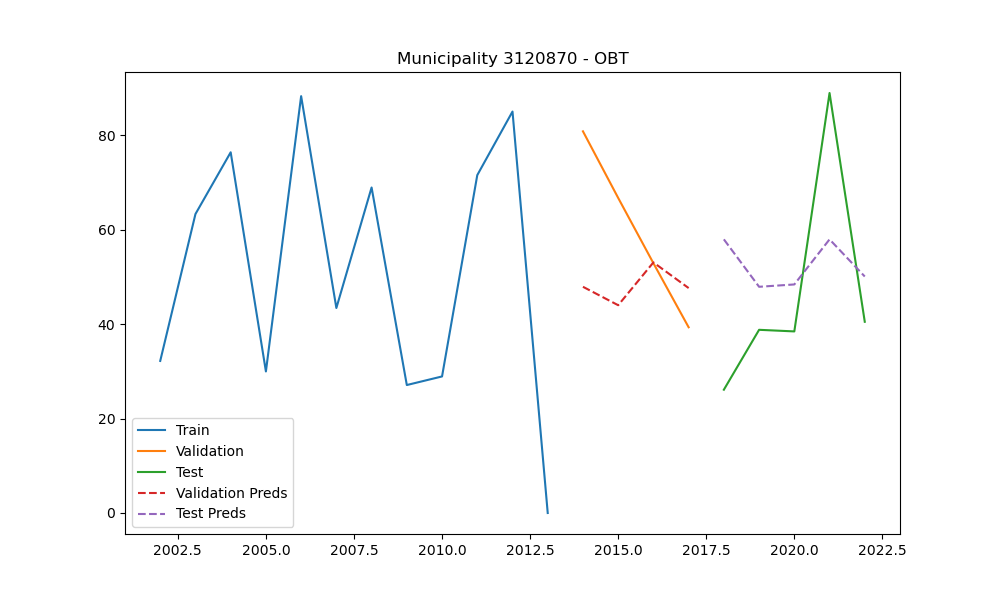 Municipality 3120870 - OBT
80
60
40
20
0
Train
Validation
Test
Validation Preds
Test Preds
2002.5 2005.0 2007.5 2010.0 2012.5 2015.0 2017.5 2020.0 2022.5